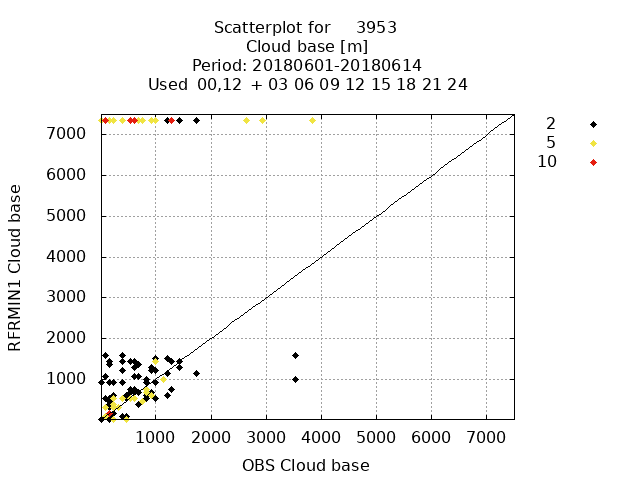 Scatterplot for 3953
Cloud base [m]
Period: 20180601-20180614
Used 00,12 + 03 06 09 12 15 18 21 24
2
5
10
7000
6000
5000
4000
3000
2000
1000
RFRMIN1 Cloud base
1000 2000 3000 4000 5000 6000 7000
OBS Cloud base